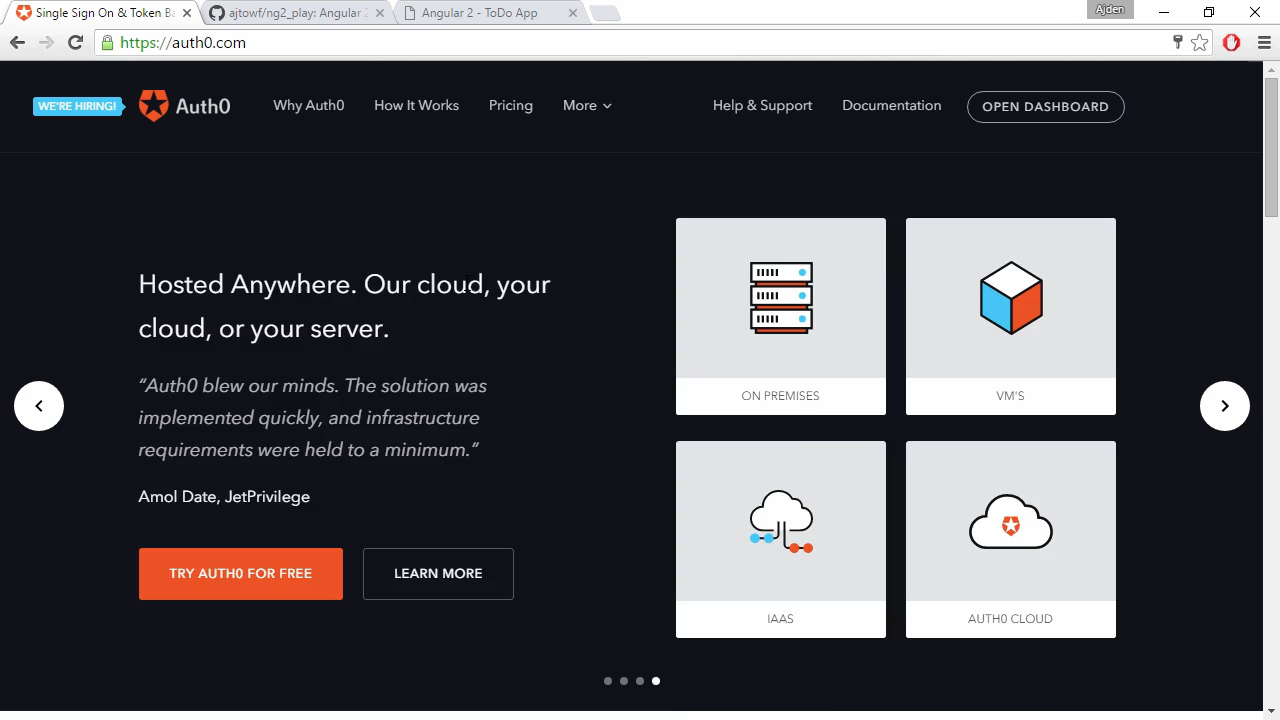 Single Sign On & Token Ba
ajtowf/ng2_play: Angular 2
Angular 2 - ToDo App
Ajden
https://auth0.com
WE'RE HIRING!
Auth0
Why Auth0
How It Works
Pricing
More
Help & Support
Documentation
OPEN DASHBOARD
Hosted Anywhere. Our cloud, your
cloud, or your server.
“Auth0 blew our minds. The solution was
implemented quickly, and infrastructure
requirements were held to a minimum.”
Amol Date, JetPrivilege
TRY AUTH0 FOR FREE
LEARN MORE
ON PREMISES
VM'S
IAAS
AUTH0 CLOUD